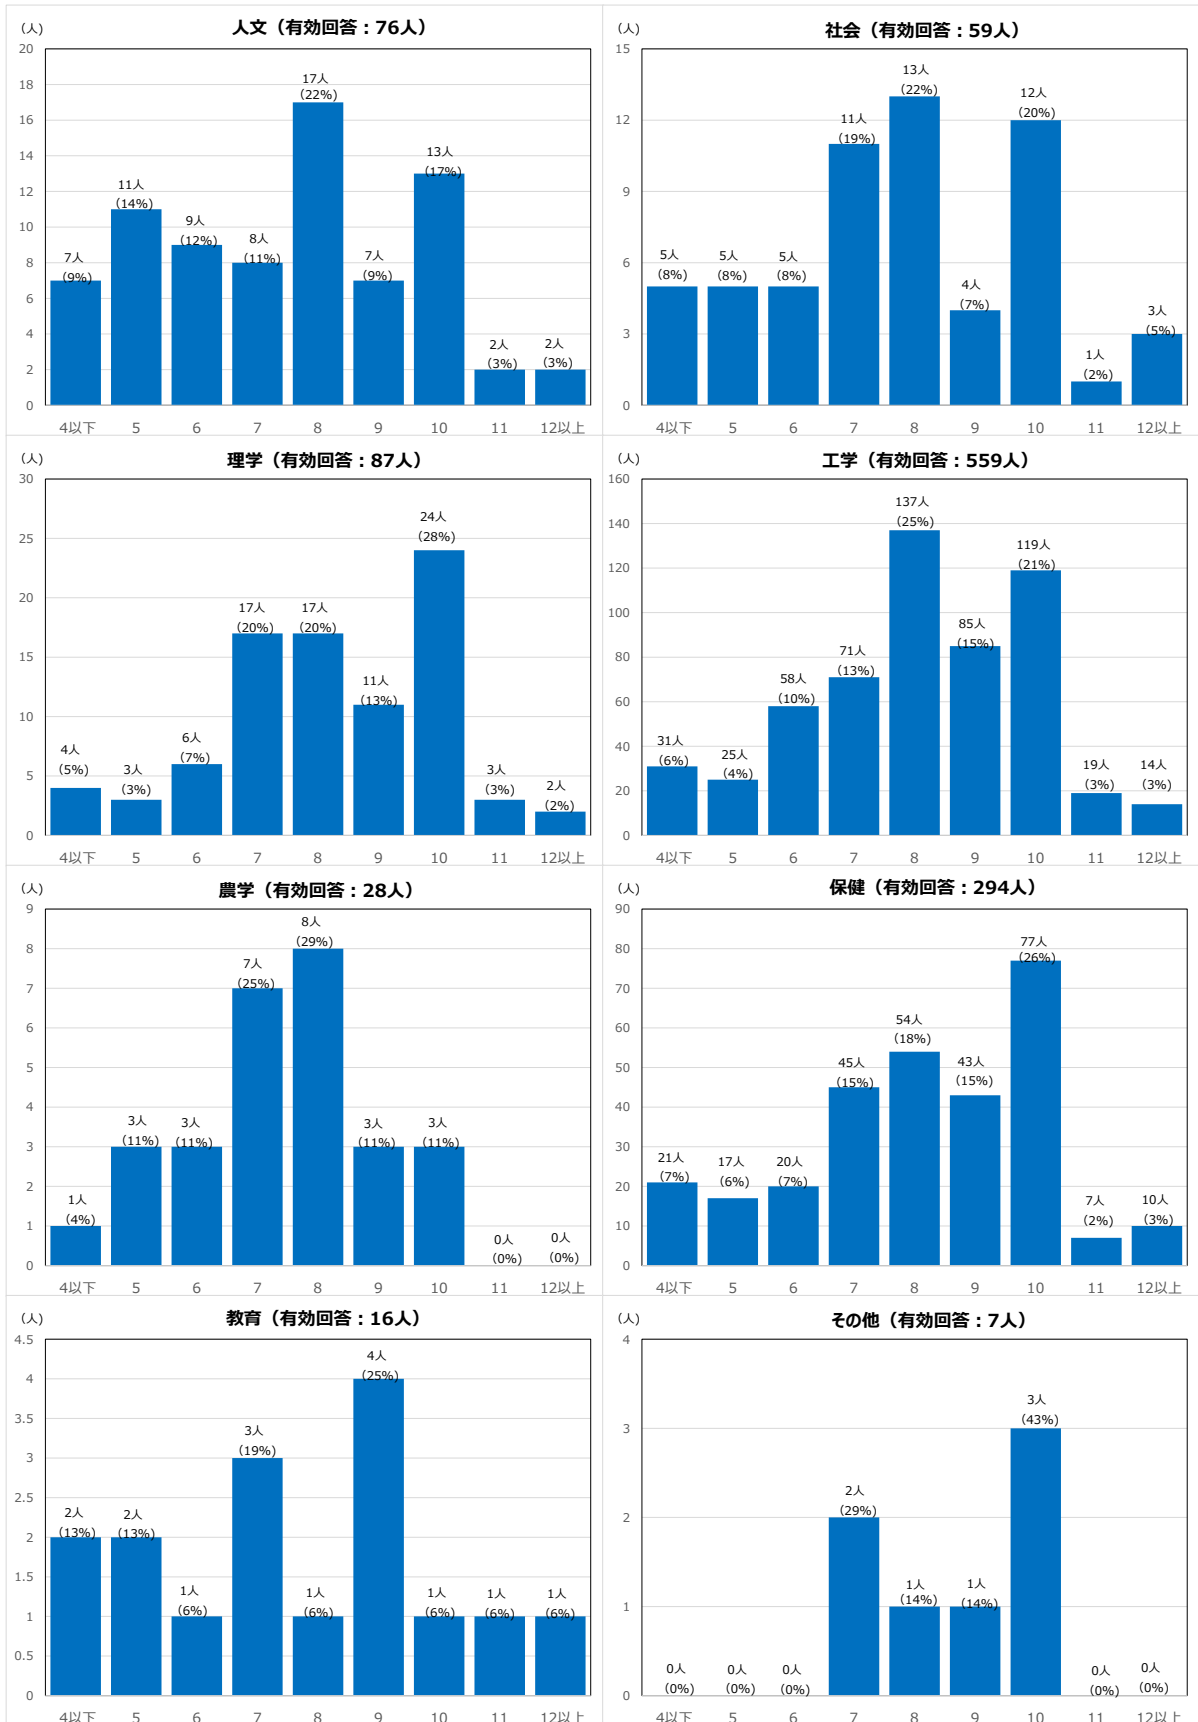 人文（有効回答：76人）
（人）
20
18
16
14
12
10
8
6
4
2
0
7人
（9%）
11人
（14%）
9人
（12%）
8人
（11%）
17人
（22%）
7人
（9%）
13人
（17%）
2人
（3%）
2人
（3%）
4以下 5 6 7 8 9 10 11 12以上
社会（有効回答：59人）
（人）
15
12
9
6
3
0
5人
（8%）
5人
（8%）
5人
（8%）
11人
（19%）
13人
（22%）
4人
（7%）
12人
（20%）
1人
（2%）
3人
（5%）
4以下 5 6 7 8 9 10 11 12以上
理学（有効回答：87人）
（人）
30
25
20
15
10
5
0
4人
（5%）
3人
（3%）
6人
（7%）
17人
（20%）
17人
（20%）
11人
（13%）
24人
（28%）
3人
（3%）
2人
（2%）
4以下 5 6 7 8 9 10 11 12以上
工学（有効回答：559人）
（人）
160
140
120
100
80
60
40
20
0
31人
（6%）
25人
（4%）
58人
（10%）
71人
（13%）
137人
（25%）
85人
（15%）
119人
（21%）
19人
（3%）
14人
（3%）
4以下 5 6 7 8 9 10 11 12以上
農学（有効回答：28人）
（人）
9
8
7
6
5
4
3
2
1
0
1人
（4%）
3人
（11%）
3人
（11%）
7人
（25%）
8人
（29%）
3人
（11%）
3人
（11%）
0人
（0%）
0人
（0%）
4以下 5 6 7 8 9 10 11 12以上
保健（有効回答：294人）
（人）
90
80
70
60
50
40
30
20
10
0
21人
（7%）
17人
（6%）
20人
（7%）
45人
（15%）
54人
（18%）
43人
（15%）
77人
（26%）
7人
（2%）
10人
（3%）
4以下 5 6 7 8 9 10 11 12以上
教育（有効回答：16人）
（人）
4.5
4
3.5
3
2.5
2
1.5
1
0.5
0
2人
（13%）
2人
（13%）
1人
（6%）
3人
（19%）
1人
（6%）
4人
（25%）
1人
（6%）
1人
（6%）
1人
（6%）
4以下 5 6 7 8 9 10 11 12以上
その他（有効回答：7人）
（人）
4
3
2
1
0
0人
（0%）
0人
（0%）
0人
（0%）
2人
（29%）
1人
（14%）
1人
（14%）
3人
（43%）
0人
（0%）
0人
（0%）
4以下 5 6 7 8 9 10 11 12以上